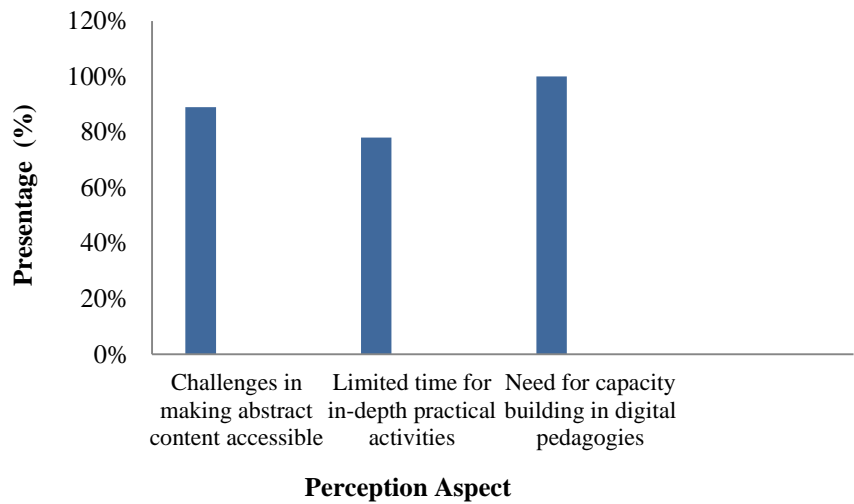 120%
100%
80%
60%
40%
20%
0%
Presentage (%)
Challenges in
making abstract
content accessible
Limited time for
in-depth practical
activities
Need for capacity
building in digital
pedagogies
Perception Aspect